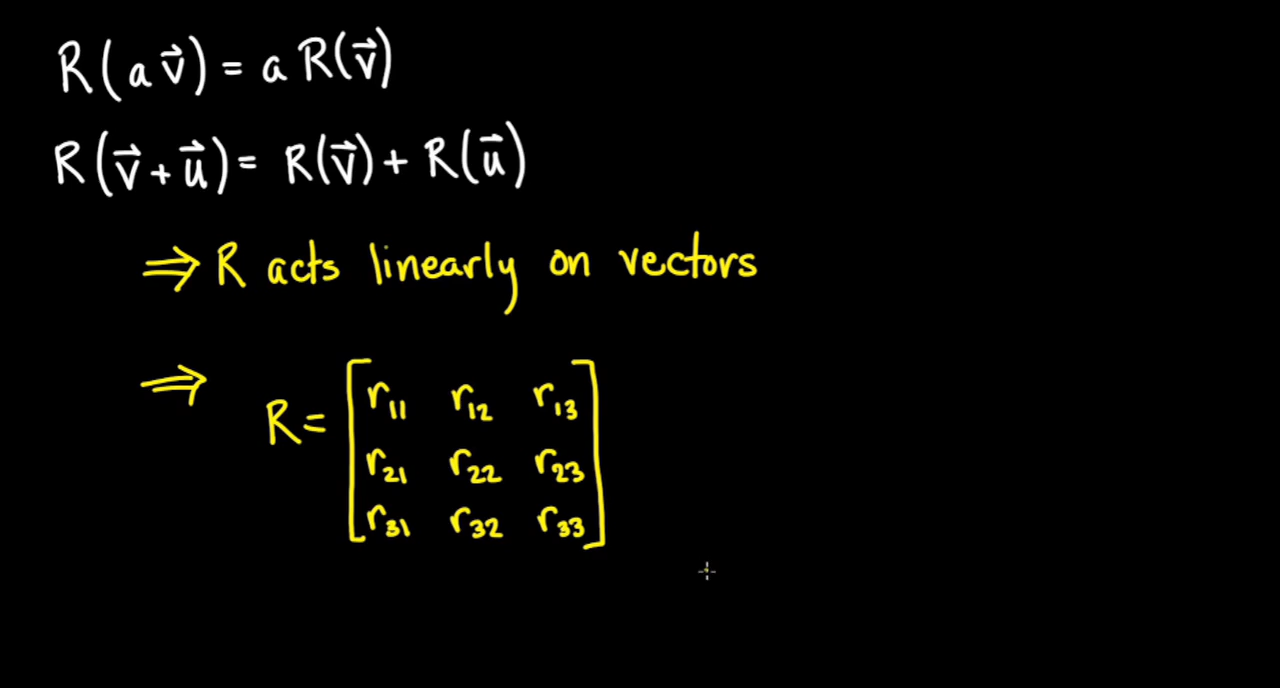 R(a v⃗) = a R(v⃗)
R(v⃗ + u⃗) = R(v⃗) + R(u⃗)
⇒ R acts linearly on vectors
⇒ R = [r₁₁ r₁₂ r₁₃
r₂₁ r₂₂ r₂₃
r₃₁ r₃₂ r₃₃]